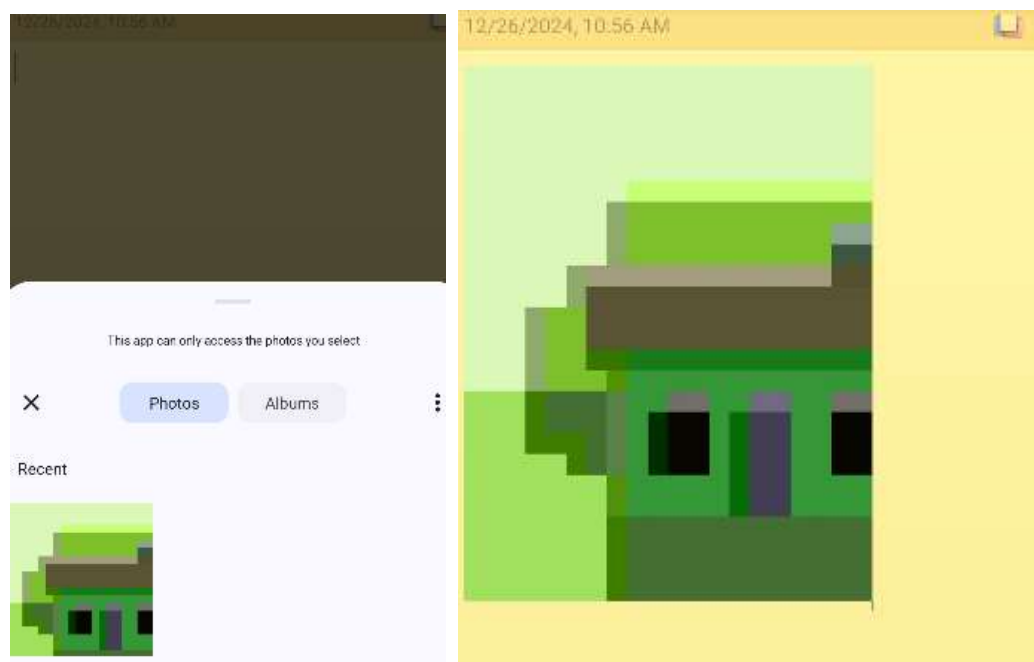 12/26/2024, 10:56 AM
This app can only access the photos you select
Photos
Albums
Recent
12/26/2024, 10:56 AM